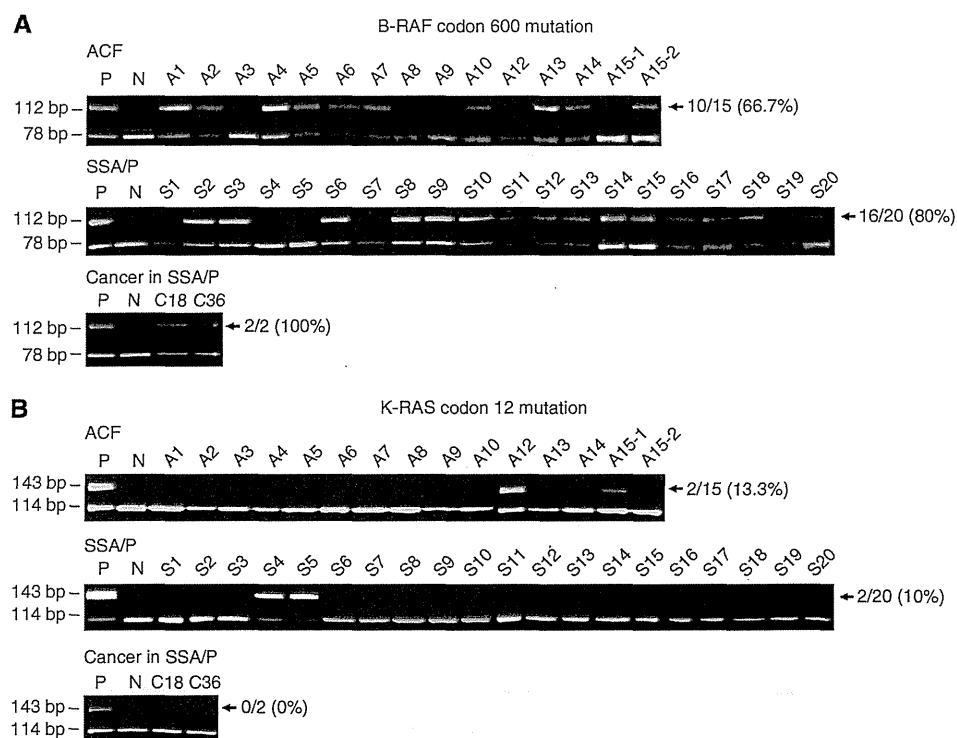 A
B-RAF codon 600 mutation
ACF
P N A1 A2 A3 A4 A5 A6 A7 A8 A9 A10 A12 A13 A14 A15-1 A15-2
112 bp
10/15 (66.7%)
78 bp
SSA/P
P N S1 S2 S3 S4 S5 S6 S7 S8 S9 S10 S11 S12 S13 S14 S15 S16 S17 S18 S19 S20
112 bp
16/20 (80%)
78 bp
Cancer in SSA/P
P N C18 C36
112 bp
2/2 (100%)
78 bp
B
K-RAS codon 12 mutation
ACF
P N A1 A2 A3 A4 A5 A6 A7 A8 A9 A10 A12 A13 A14 A15-1 A15-2
143 bp
2/15 (13.3%)
114 bp
SSA/P
P N S1 S2 S3 S4 S5 S6 S7 S8 S9 S10 S11 S12 S13 S14 S15 S16 S17 S18 S19 S20
143 bp
2/20 (10%)
114 bp
Cancer in SSA/P
P N C18 C36
143 bp
0/2 (0%)
114 bp